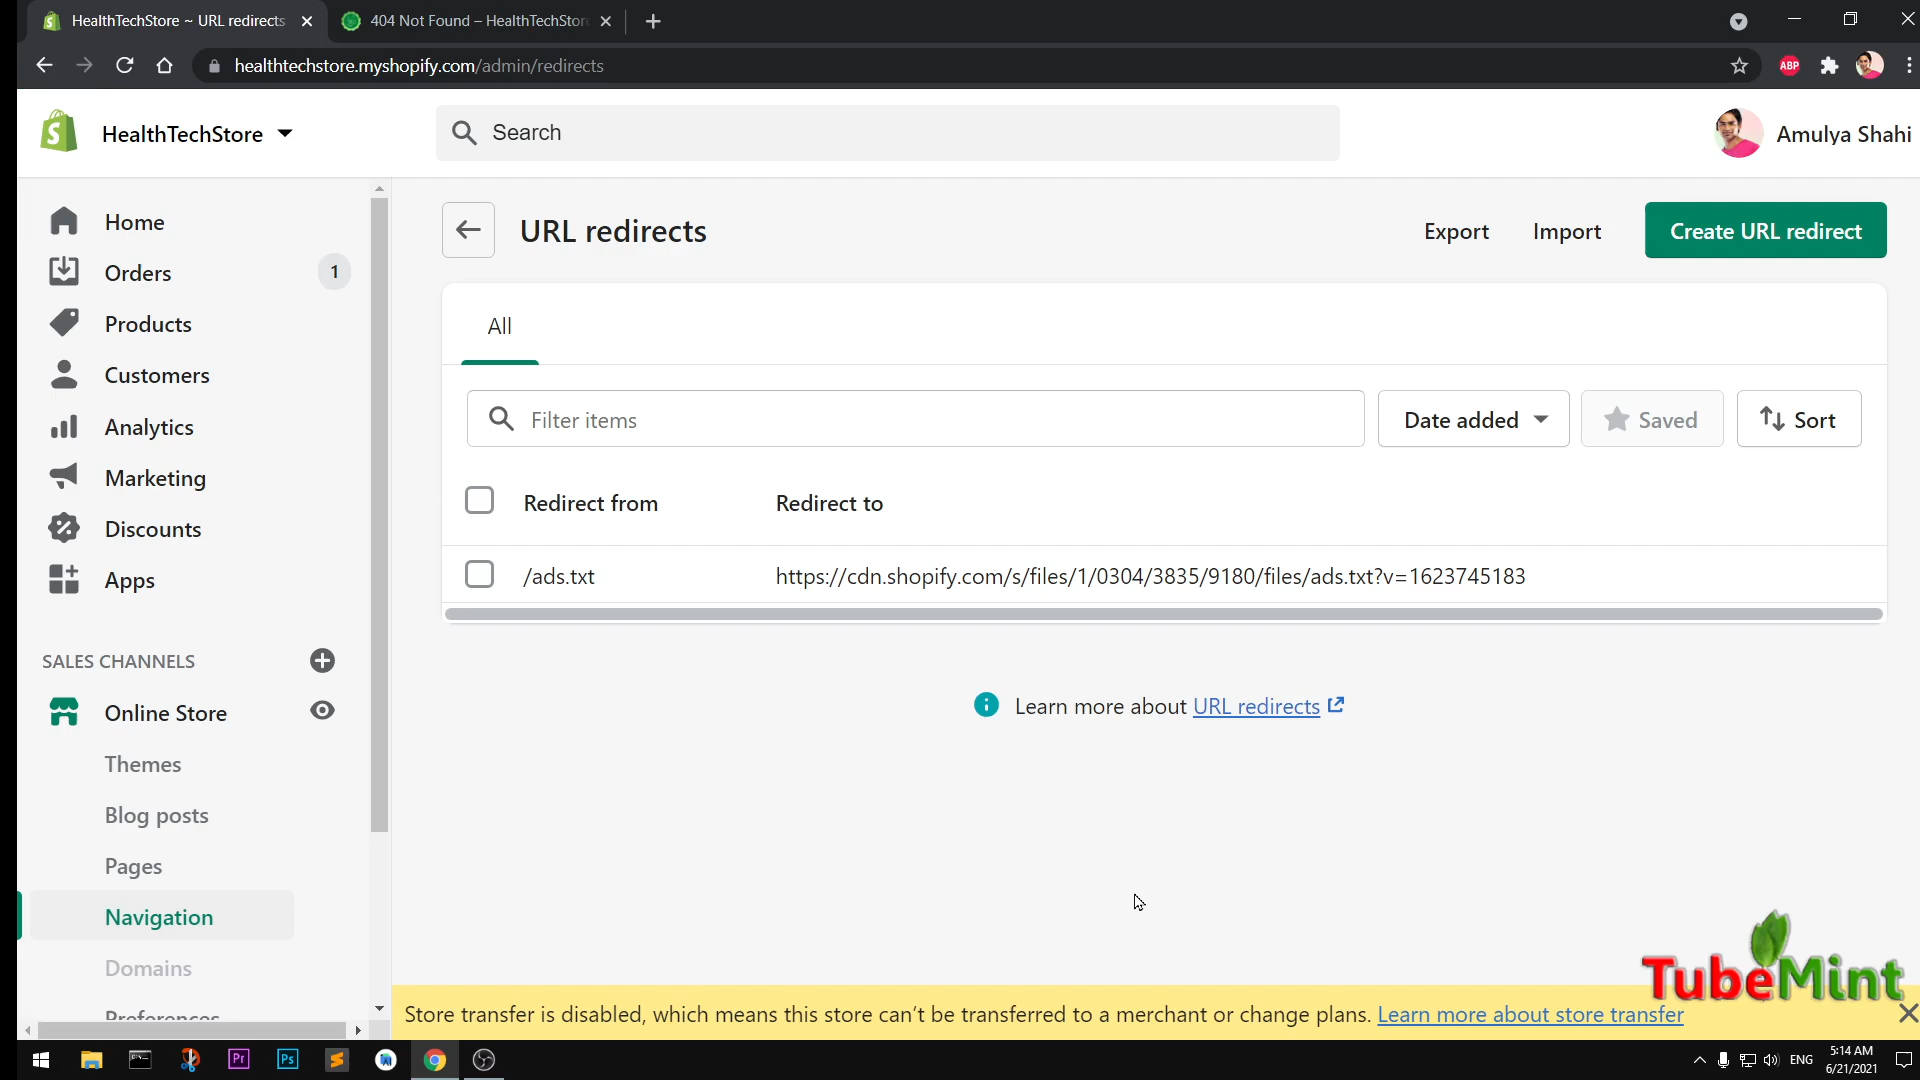 HealthTechStore ~ URL redirects
404 Not Found – HealthTechStore
healthtechstore.myshopify.com/admin/redirects
ABP
HealthTechStore
Search
Amulya Shahi
Home
Orders 1
Products
Customers
Analytics
Marketing
Discounts
Apps
SALES CHANNELS
Online Store
Themes
Blog posts
Pages
Navigation
Domains
Preferences
URL redirects
Export
Import
Create URL redirect
All
Filter items
Date added
Saved
Sort
Redirect from Redirect to
/ads.txt https://cdn.shopify.com/s/files/1/0304/3835/9180/files/ads.txt?v=1623745183
Learn more about URL redirects
TubeMint
Store transfer is disabled, which means this store can't be transferred to a merchant or change plans. Learn more about store transfer
Pr
Ps
ENG
5:14 AM
6/21/2021